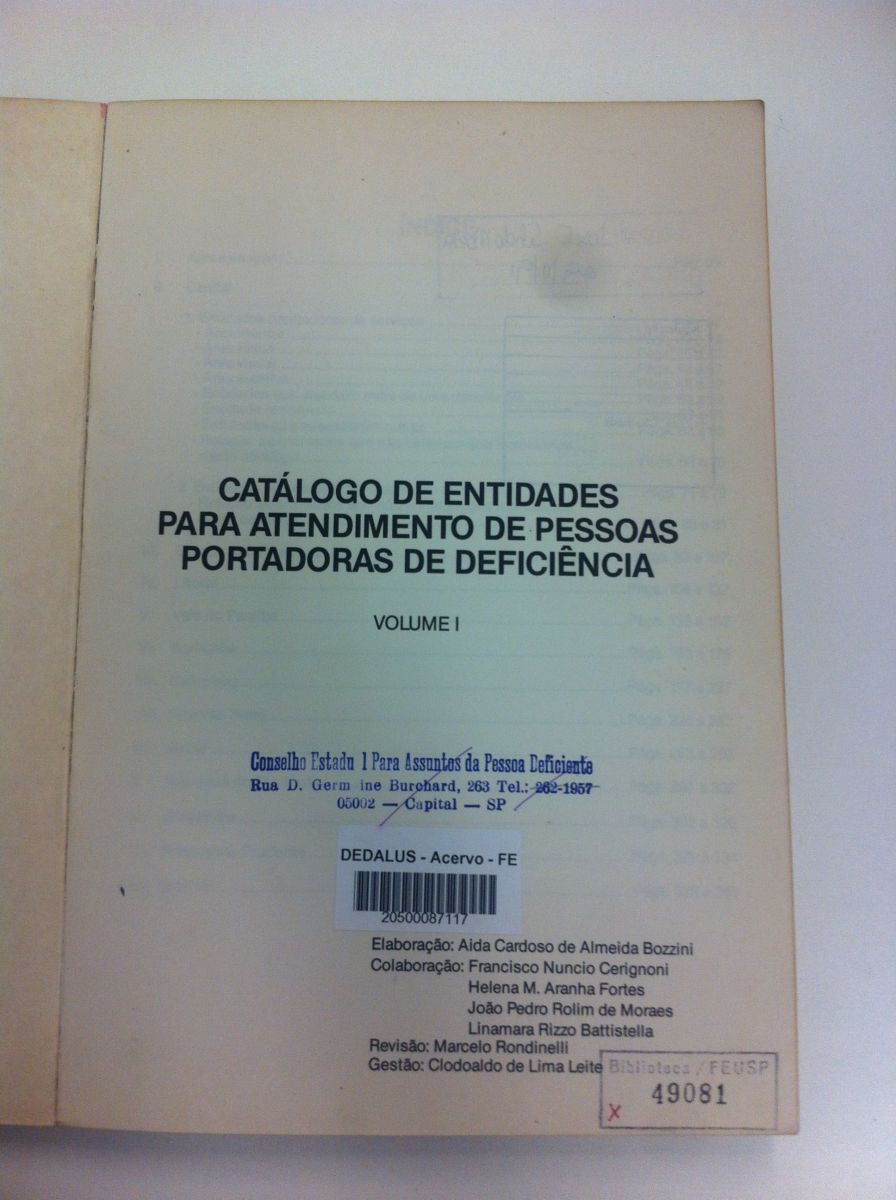 CATÁLOGO DE ENTIDADES
PARA ATENDIMENTO DE PESSOAS
PORTADORAS DE DEFICIÊNCIA
VOLUME I
Conselho Estadu l Para Assuntos da Pessoa Deficiente
Rua D. Germ ine Burchard, 263 Tel.: 262-1957
05002 — Capital — SP
DEDALUS - Acervo - FE
20500087117
Elaboração: Aida Cardoso de Almeida Bozzini
Colaboração: Francisco Nuncio Cerignoni
Helena M. Aranha Fortes
João Pedro Rolim de Moraes
Linamara Rizzo Battistella
Revisão: Marcelo Rondinelli
Gestão: Clodoaldo de Lima Leite
Biblioteca / FEUSP
49081
X